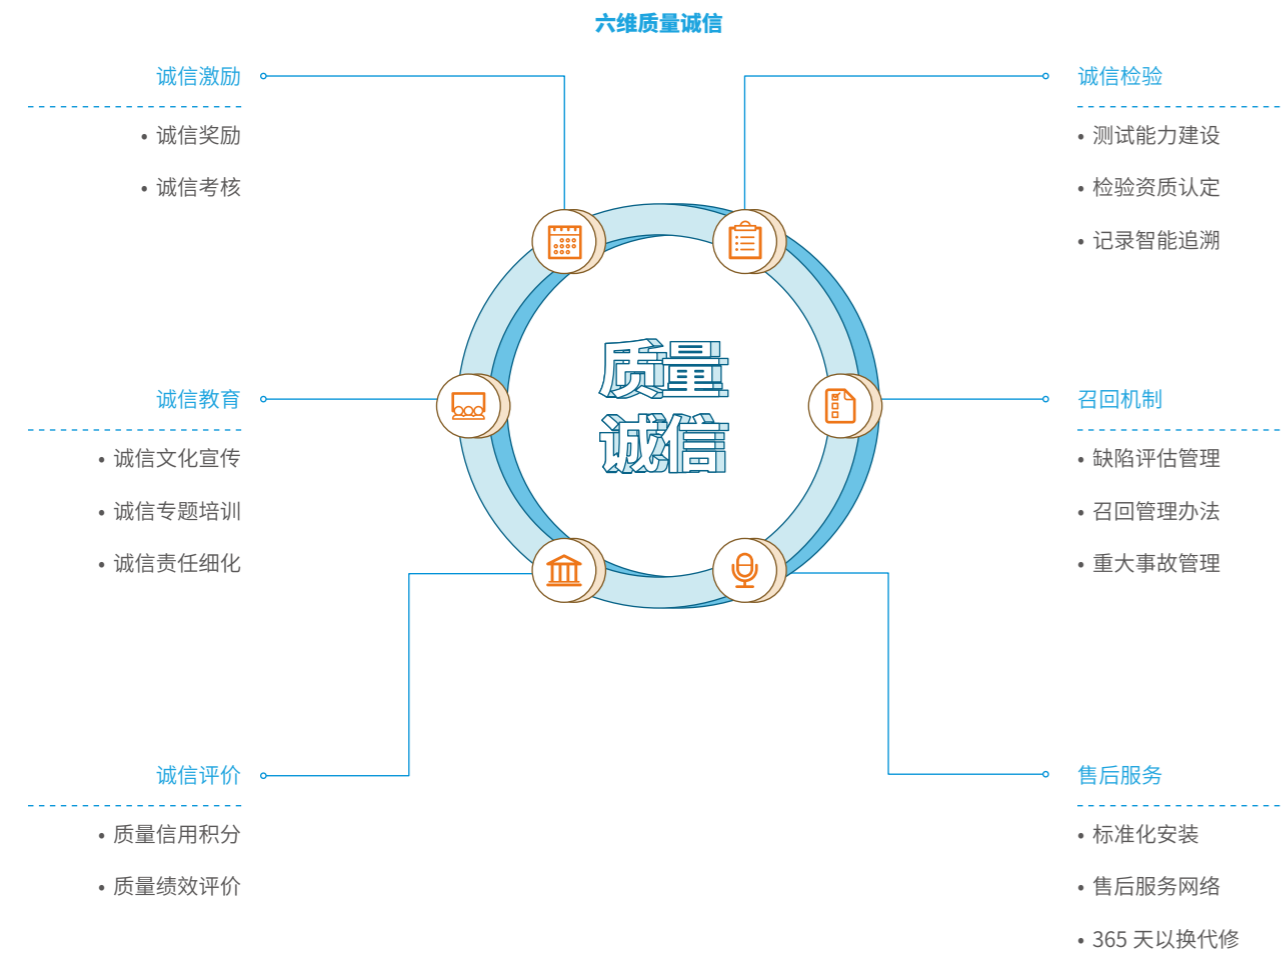 六维质量诚信
诚信激励
• 诚信奖励
• 诚信考核
诚信检验
• 测试能力建设
• 检验资质认定
• 记录智能追溯
质量
诚信
诚信教育
• 诚信文化宣传
• 诚信专题培训
• 诚信责任细化
召回机制
• 缺陷评估管理
• 召回管理办法
• 重大事故管理
诚信评价
• 质量信用积分
• 质量绩效评价
售后服务
• 标准化安装
• 售后服务网络
• 365 天以换代修